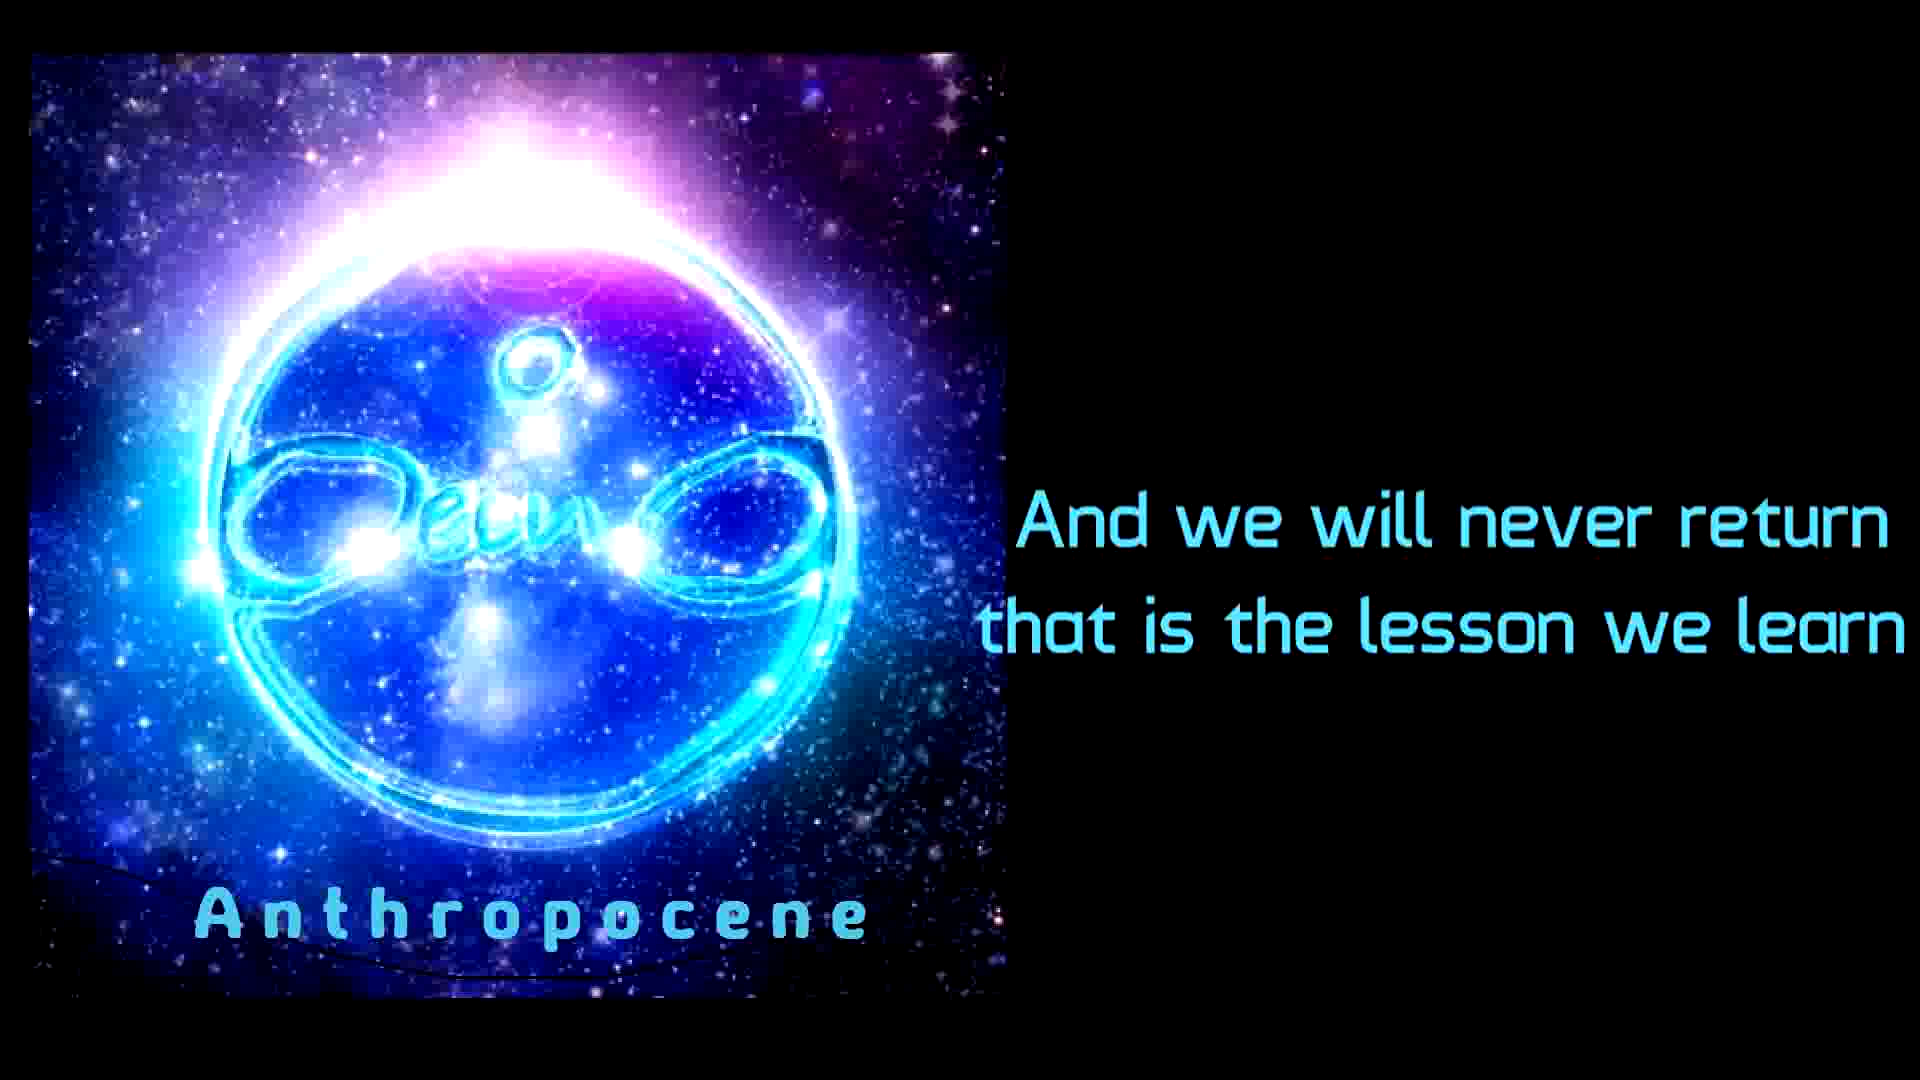 Anthropocene
And we will never return
that is the lesson we learn